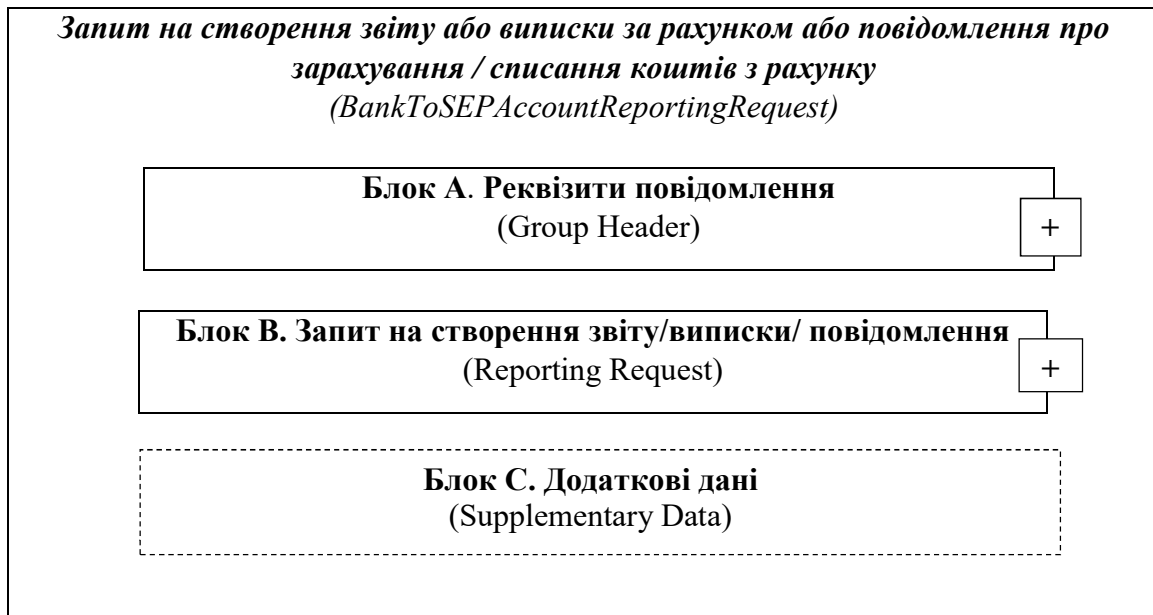 Запит на створення звіту або виписки за рахунком або повідомлення про
зарахування / списання коштів з рахунку
(BankToSEPAccountReportingRequest)
Блок А. Реквізити повідомлення
(Group Header)
+
Блок В. Запит на створення звіту/виписки/ повідомлення
(Reporting Request)
+
Блок С. Додаткові дані
(Supplementary Data)